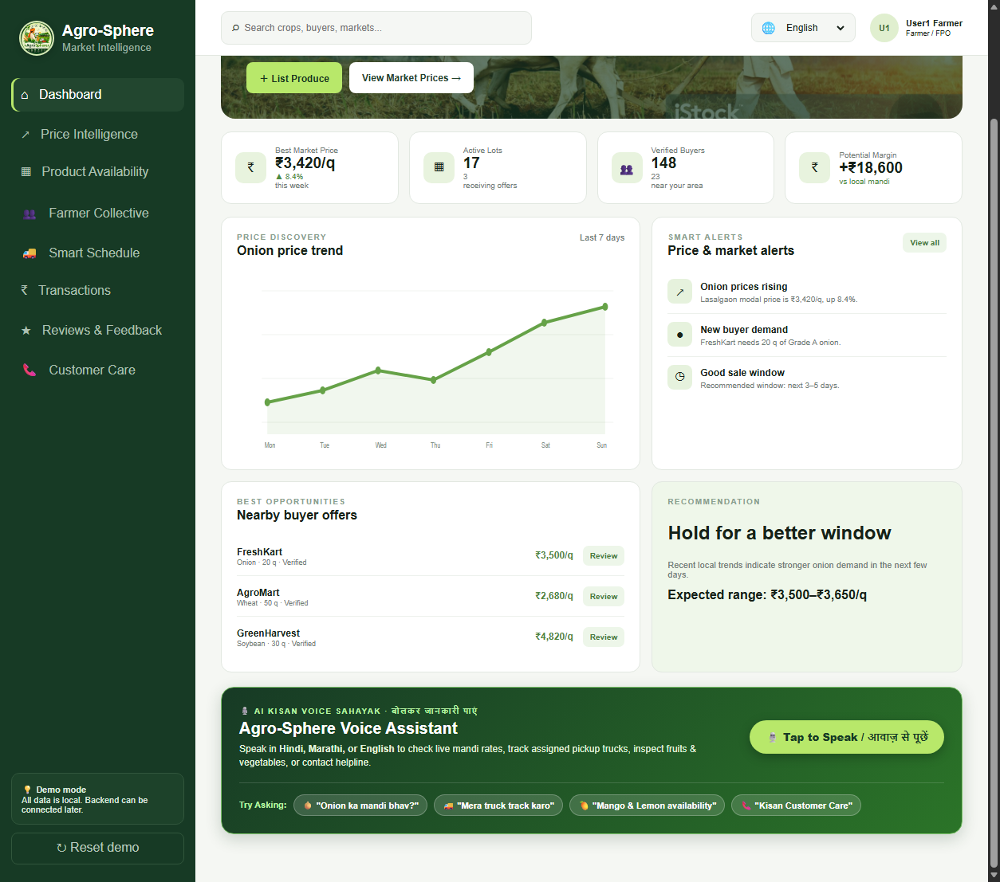 Agro-Sphere
Market Intelligence
Dashboard
Price Intelligence
Product Availability
Farmer Collective
Smart Schedule
₹ Transactions
Reviews & Feedback
Customer Care
Demo mode
All data is local. Backend can be
connected later.
↻ Reset demo
Search crops, buyers, markets...
English
U1
User1 Farmer
Farmer / FPO
+ List Produce
View Market Prices →
iStock
₹
Best Market Price
₹3,420/q
▲ 8.4%
this week
Active Lots
17
3
receiving offers
Verified Buyers
148
23
near your area
₹
Potential Margin
+₹18,600
vs local mandi
PRICE DISCOVERY
Onion price trend
Last 7 days
Mon Tue Wed Thu Fri Sat Sun
SMART ALERTS
Price & market alerts
View all
Onion prices rising
Lasalgaon modal price is ₹3,420/q, up 8.4%.
New buyer demand
FreshKart needs 20 q of Grade A onion.
Good sale window
Recommended window: next 3–5 days.
BEST OPPORTUNITIES
Nearby buyer offers
FreshKart
Onion · 20 q · Verified
₹3,500/q Review
AgroMart
Wheat · 50 q · Verified
₹2,680/q Review
GreenHarvest
Soybean · 30 q · Verified
₹4,820/q Review
RECOMMENDATION
Hold for a better window
Recent local trends indicate stronger onion demand in the next few
days.
Expected range: ₹3,500–₹3,650/q
AI KISAN VOICE SAHAYAK · बोलकर जानकारी पाएं
Agro-Sphere Voice Assistant
Speak in Hindi, Marathi, or English to check live mandi rates, track assigned pickup trucks, inspect fruits &
vegetables, or contact helpline.
Tap to Speak / आवाज़ से पूछें
Try Asking: "Onion ka mandi bhav?" "Mera truck track karo" "Mango & Lemon availability" "Kisan Customer Care"